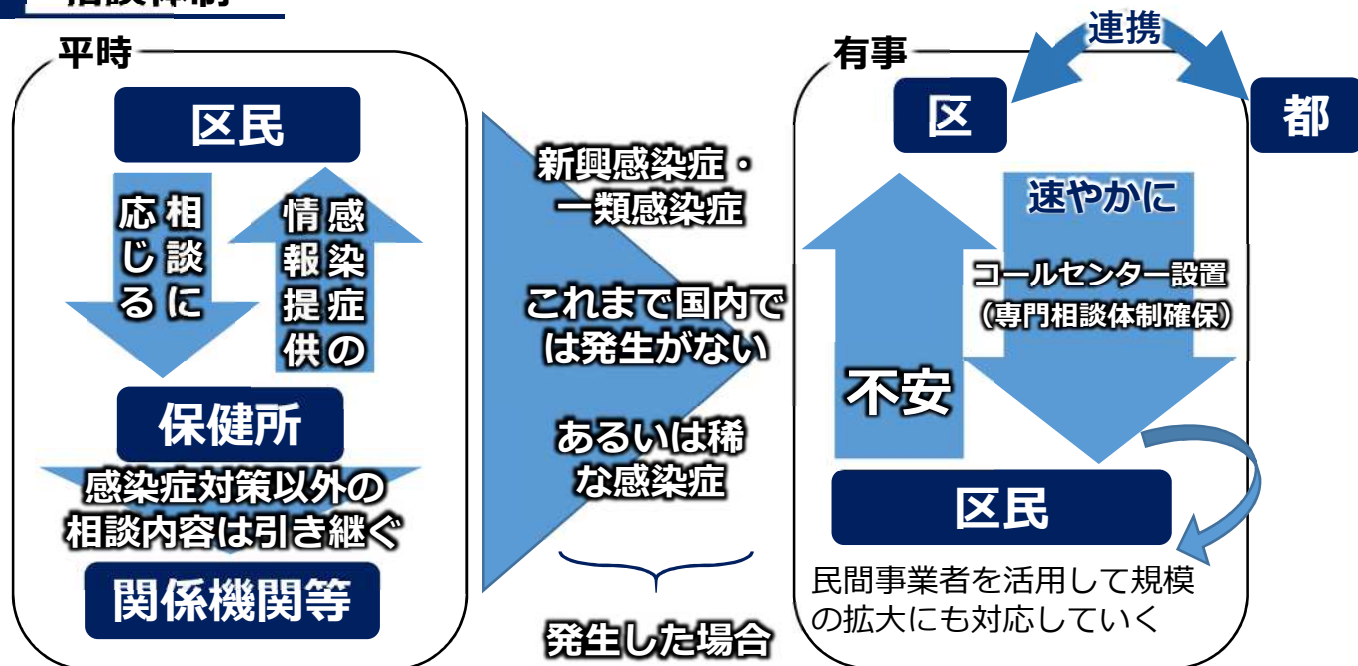 相談体制
平時
区民
相談に
応じる
感染症の
情報提供
保健所
感染症対策以外の
相談内容は引き継ぐ
関係機関等
新興感染症・
一類感染症
これまで国内で
は発生がない
あるいは稀
な感染症
発生した場合
有事
連携
区
都
速やかに
コールセンター設置
（専門相談体制確保）
不安
区民
民間事業者を活用して規模
の拡大にも対応していく